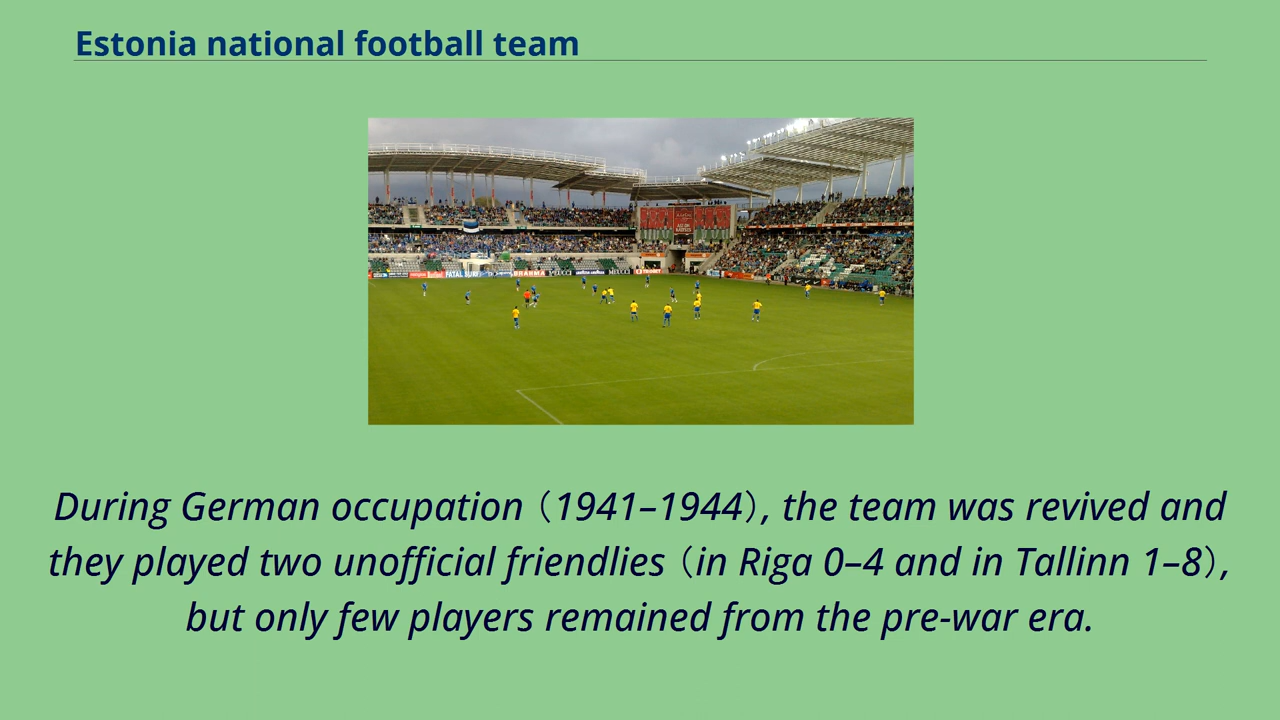 Estonia national football team
BRAHMA
During German occupation (1941–1944), the team was revived and
they played two unofficial friendlies (in Riga 0–4 and in Tallinn 1–8),
but only few players remained from the pre-war era.